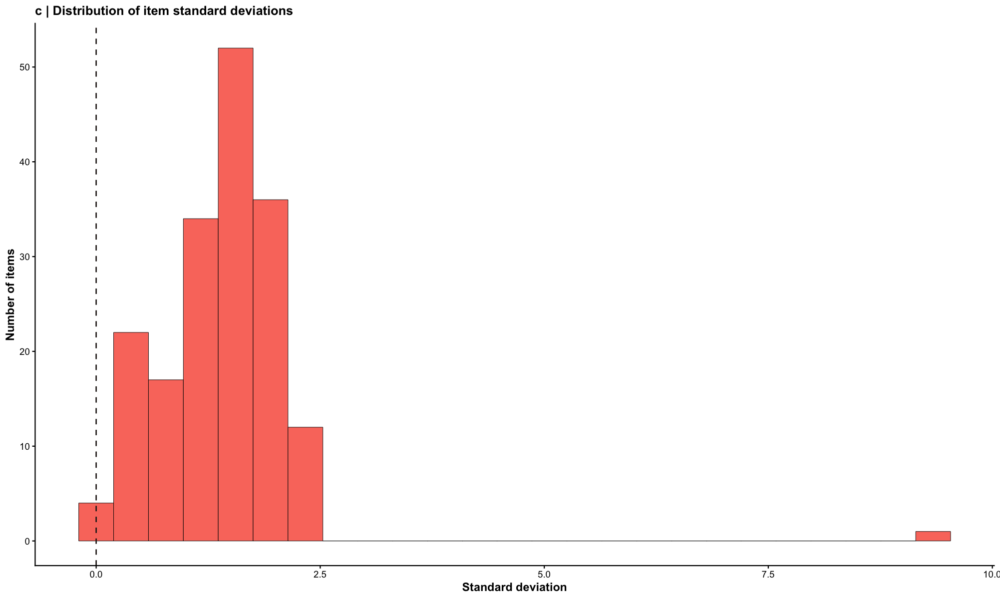 c | Distribution of item standard deviations
Number of items
50
40
30
20
10
0
0.0 2.5 5.0 7.5 10.0
Standard deviation